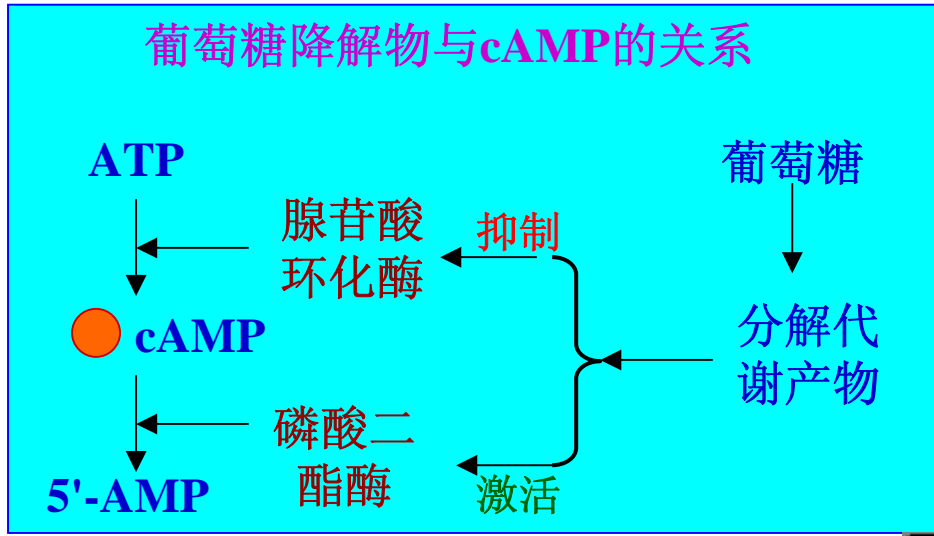 葡萄糖降解物与cAMP的关系
ATP
葡萄糖
腺苷酸
环化酶
抑制
cAMP
分解代
谢产物
磷酸二
酯酶
激活
5'-AMP